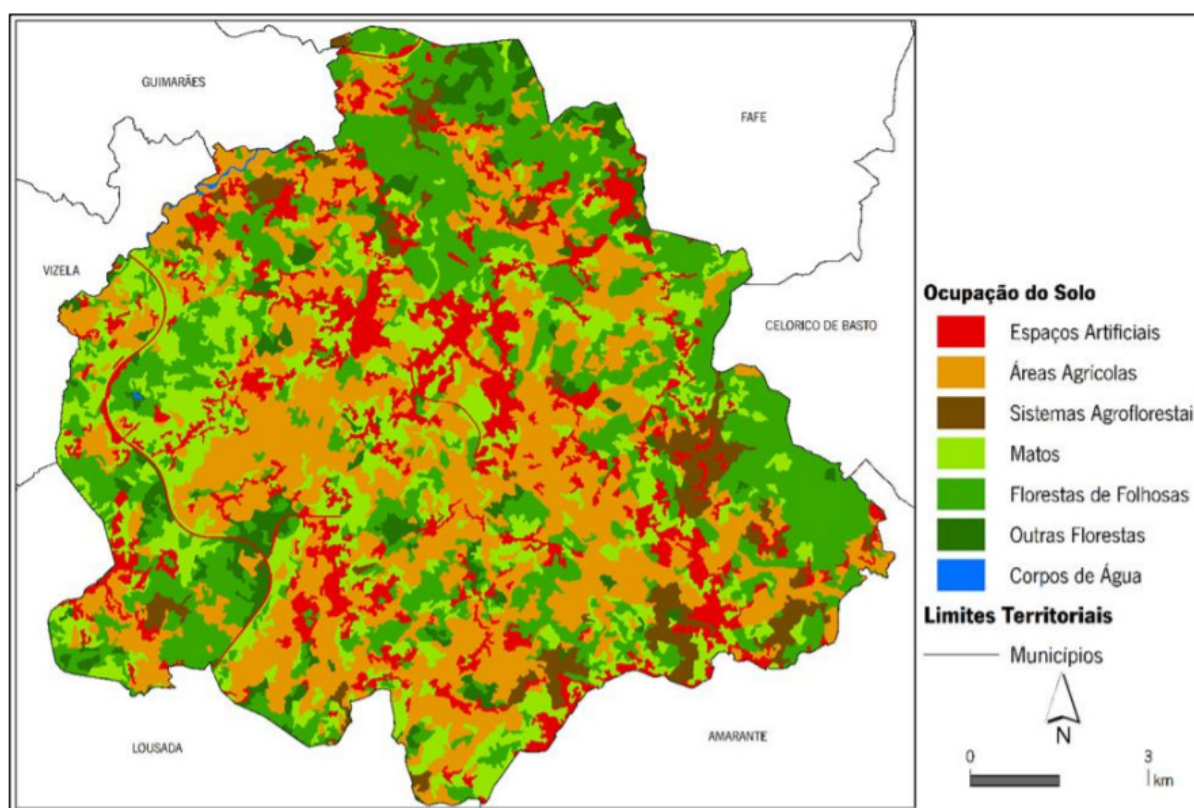 GUIMARÃES
FAFE
VIZELA
CELORICO DE BASTO
LOUSADA
AMARANTE
Ocupação do Solo
Espaços Artificiais
Áreas Agrícolas
Sistemas Agroflorestai
Matos
Florestas de Folhosas
Outras Florestas
Corpos de Água
Limites Territoriais
Municípios
N
0 3
km